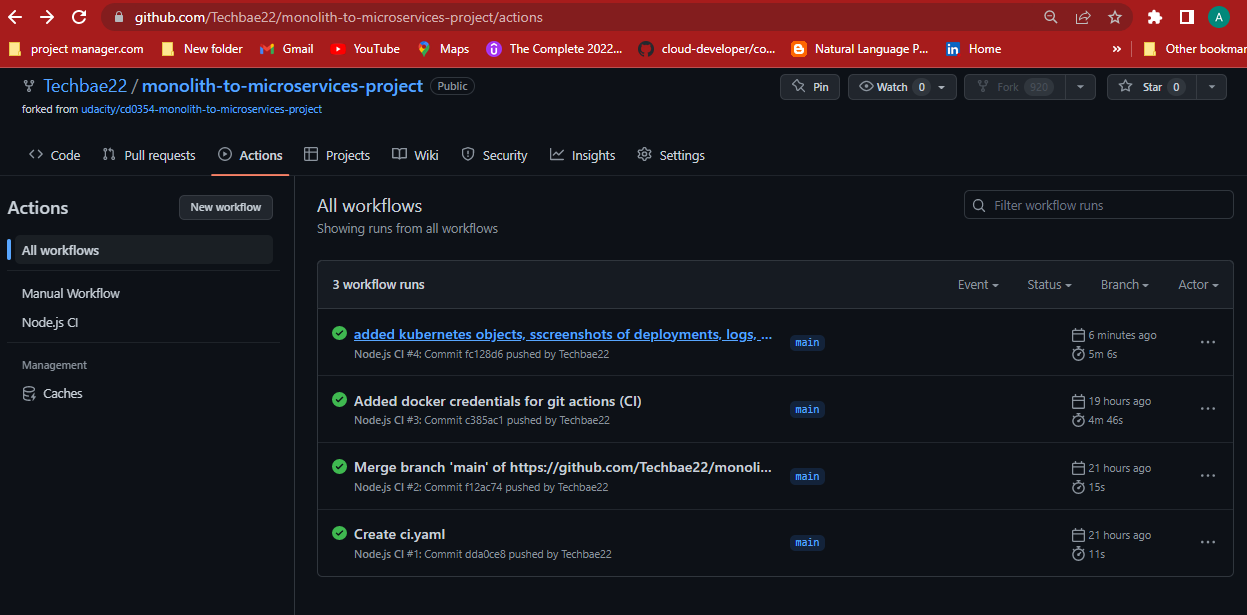 github.com/Techbae22/monolith-to-microservices-project/actions
A
project manager.com
New folder
Gmail
YouTube
Maps
The Complete 2022...
cloud-developer/co...
Natural Language P...
Home
»
Other bookmar
Techbae22 / monolith-to-microservices-project Public
Pin
Watch 0
Fork 920
Star 0
forked from udacity/cd0354-monolith-to-microservices-project
Code
Pull requests
Actions
Projects
Wiki
Security
Insights
Settings
Actions
New workflow
All workflows
Manual Workflow
Node.js CI
Management
Caches
All workflows
Showing runs from all workflows
Filter workflow runs
3 workflow runs
Event
Status
Branch
Actor
added kubernetes objects, sscreenshots of deployments, logs, ...
Node.js CI #4: Commit fc128d6 pushed by Techbae22
main
6 minutes ago
5m 6s
Added docker credentials for git actions (CI)
Node.js CI #3: Commit c385ac1 pushed by Techbae22
main
19 hours ago
4m 46s
Merge branch 'main' of https://github.com/Techbae22/monoli...
Node.js CI #2: Commit f12ac74 pushed by Techbae22
main
21 hours ago
15s
Create ci.yaml
Node.js CI #1: Commit dda0ce8 pushed by Techbae22
main
21 hours ago
11s